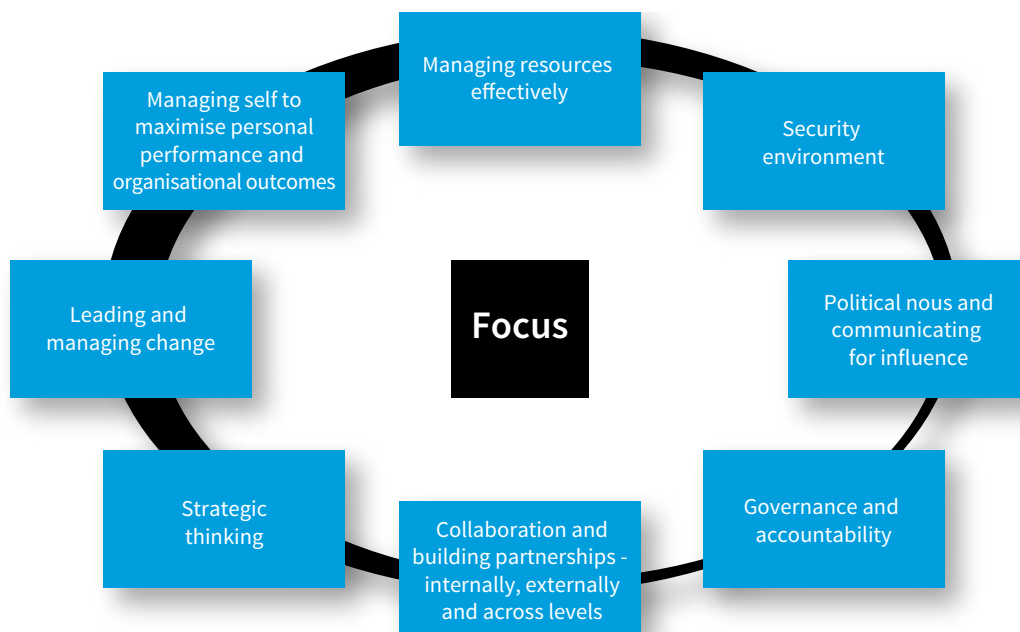 Managing resources
effectively
Security
environment
Political nous and
communicating
for influence
Governance and
accountability
Collaboration and
building partnerships -
internally, externally
and across levels
Strategic
thinking
Leading and
managing change
Managing self to
maximise personal
performance and
organisational outcomes
Focus